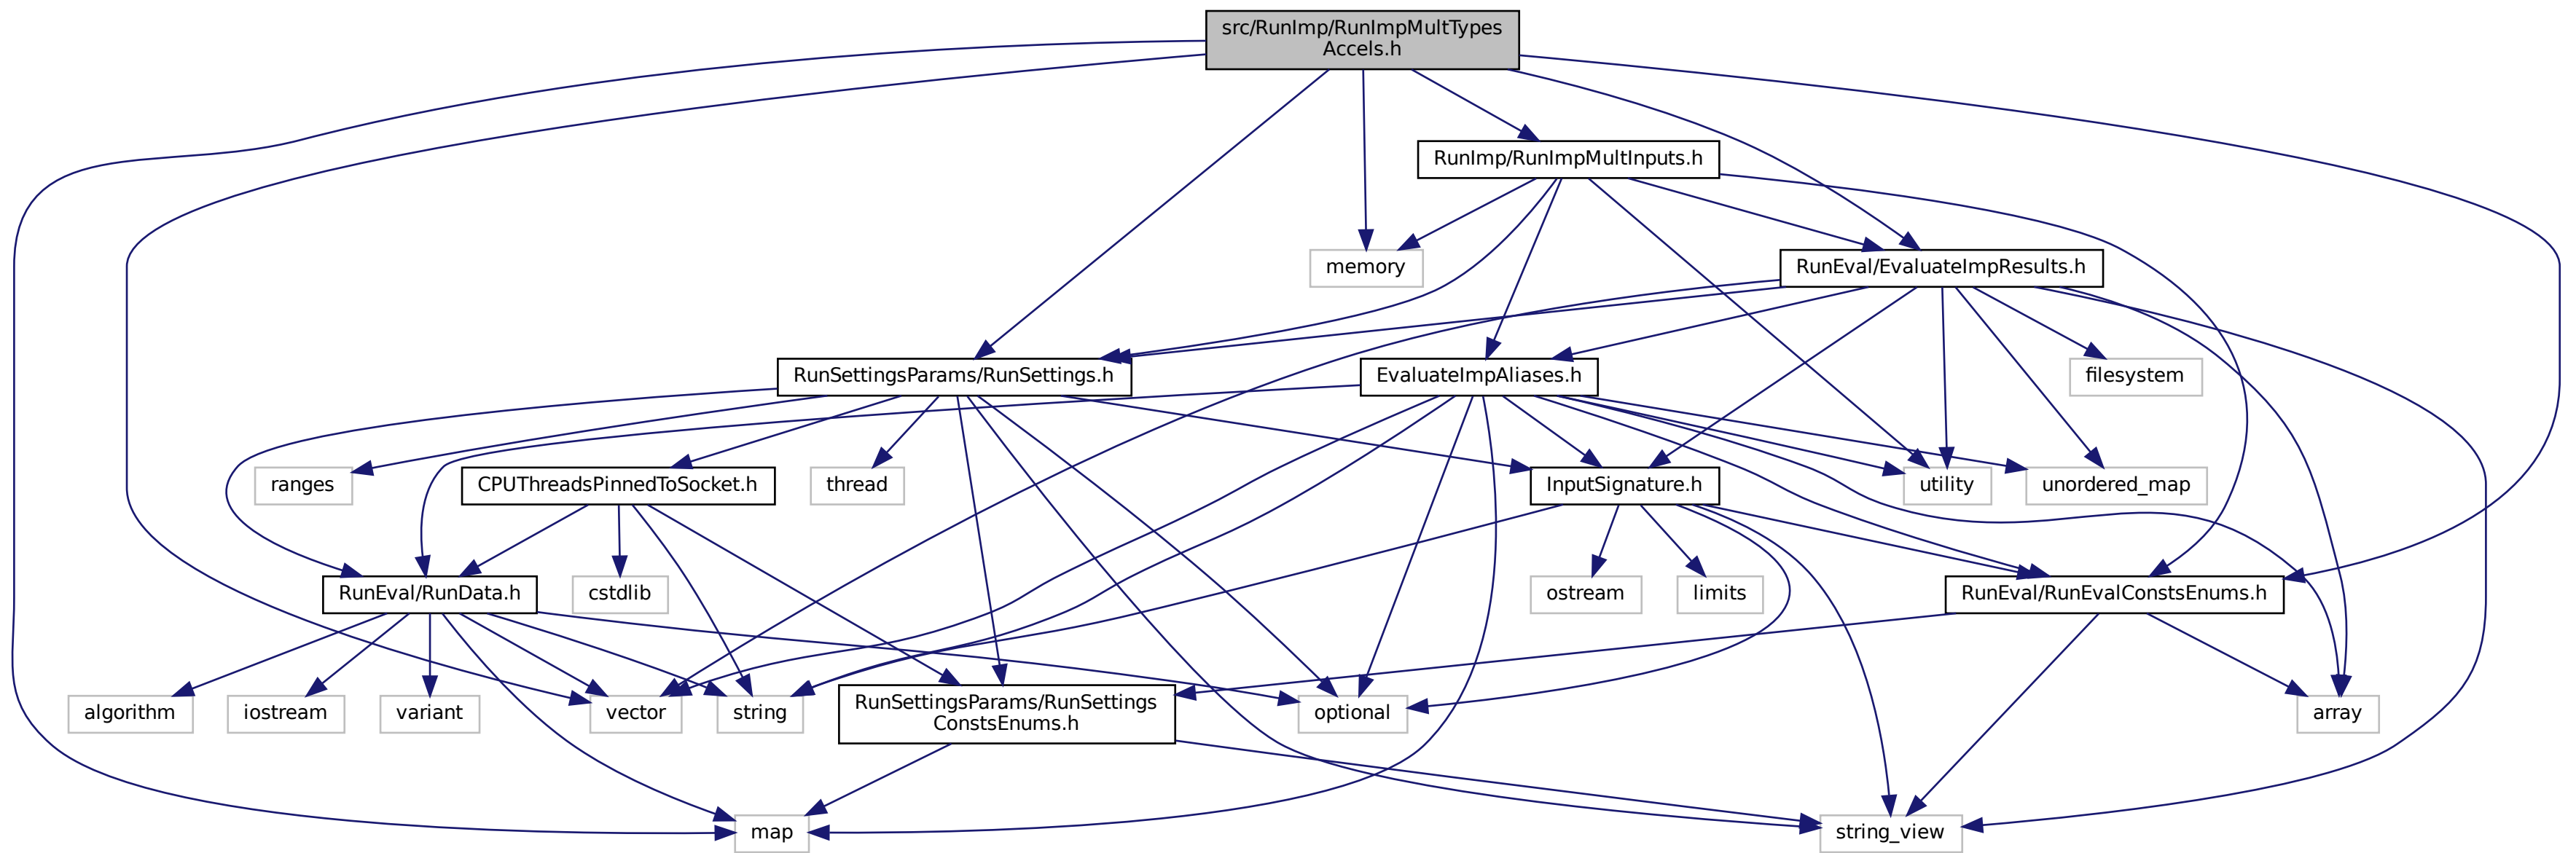 src/RunImp/RunImpMultTypes
Accels.h
RunImp/RunImpMultInputs.h
memory
RunEval/EvaluateImpResults.h
RunSettingsParams/RunSettings.h
EvaluateImpAliases.h
filesystem
ranges
CPUThreadsPinnedToSocket.h
thread
InputSignature.h
utility
unordered_map
RunEval/RunData.h
cstdlib
ostream
limits
RunEval/RunEvalConstsEnums.h
algorithm
iostream
variant
vector
string
RunSettingsParams/RunSettings
ConstsEnums.h
optional
array
map
string_view